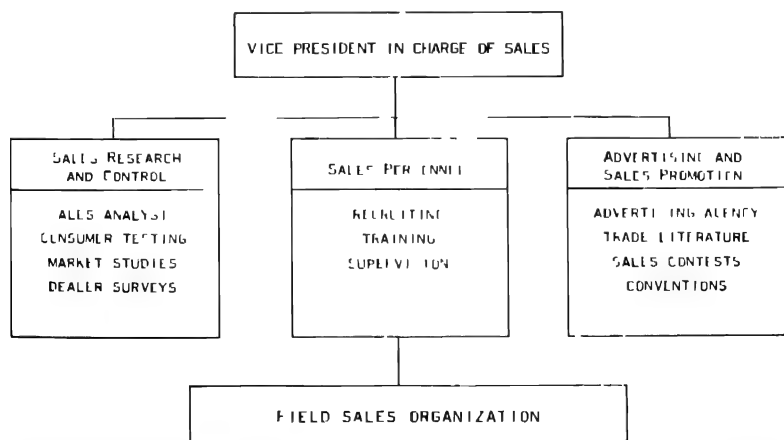 VICE PRESIDENT IN CHARGE OF SALES
SALES RESEARCH
AND CONTROL
SALES ANALYST
CONSUMER TESTING
MARKET STUDIES
DEALER SURVEYS
SALES PERSONNEL
RECRUITING
TRAINING
SUPERVISION
ADVERTISING AND
SALES PROMOTION
ADVERTISING AGENCY
TRADE LITERATURE
SALES CONTESTS
CONVENTIONS
FIELD SALES ORGANIZATION